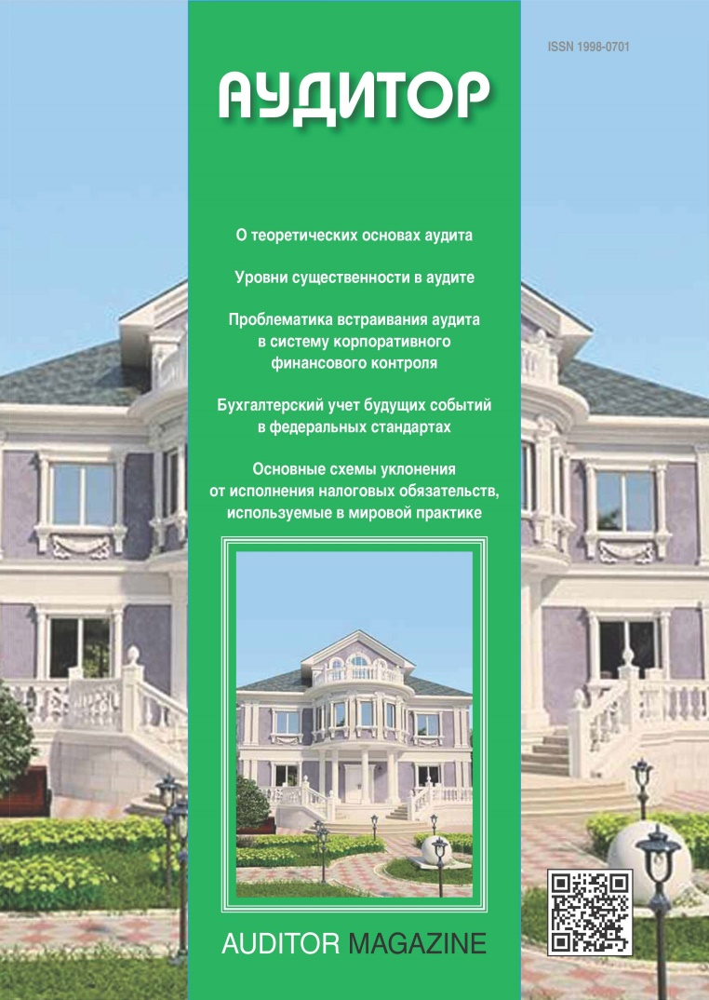 ISSN 1998-0701
АУДИТОР
О теоретических основах аудита
Уровни существенности в аудите
Проблематика встраивания аудита
в систему корпоративного
финансового контроля
Бухгалтерский учет будущих событий
в федеральных стандартах
Основные схемы уклонения
от исполнения налоговых обязательств,
используемые в мировой практике
AUDITOR MAGAZINE